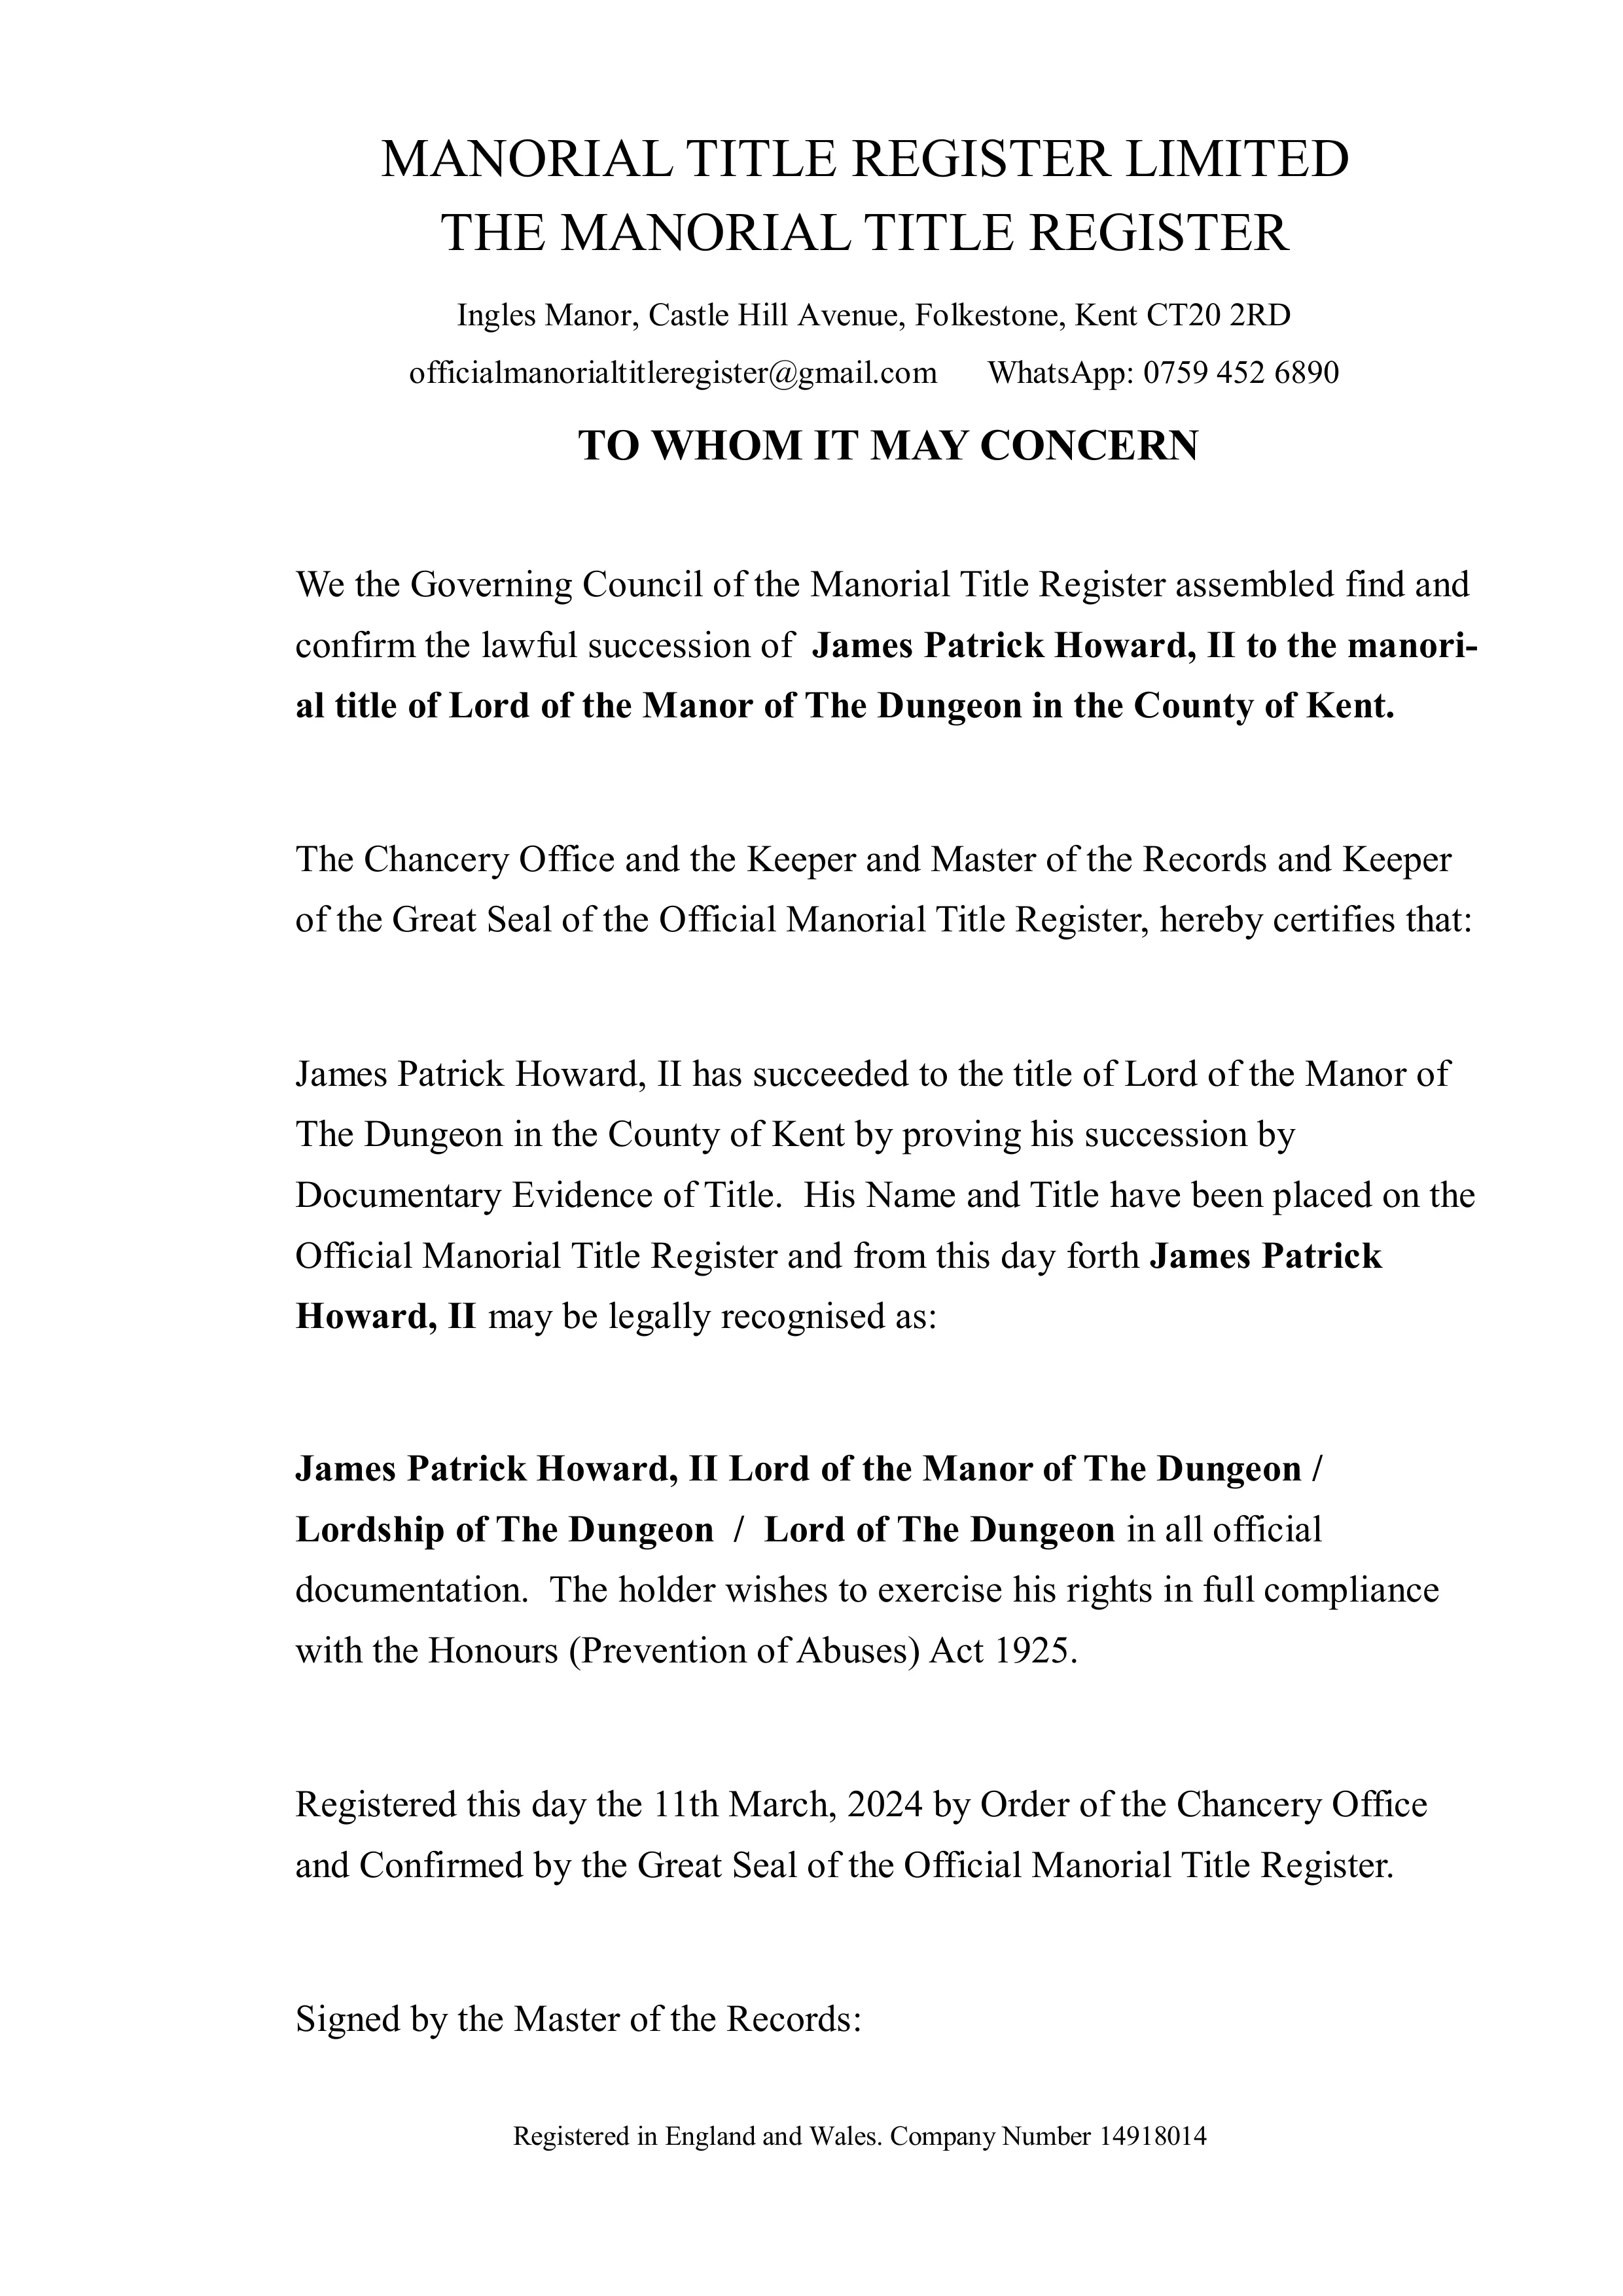 MANORIAL TITLE REGISTER LIMITED
THE MANORIAL TITLE REGISTER
Ingles Manor, Castle Hill Avenue, Folkestone, Kent CT20 2RD
officialmanorialtitleregister@gmail.com WhatsApp: 0759 452 6890
TO WHOM IT MAY CONCERN
We the Governing Council of the Manorial Title Register assembled find and
confirm the lawful succession of James Patrick Howard, II to the manori-
al title of Lord of the Manor of The Dungeon in the County of Kent.
The Chancery Office and the Keeper and Master of the Records and Keeper
of the Great Seal of the Official Manorial Title Register, hereby certifies that:
James Patrick Howard, II has succeeded to the title of Lord of the Manor of
The Dungeon in the County of Kent by proving his succession by
Documentary Evidence of Title. His Name and Title have been placed on the
Official Manorial Title Register and from this day forth James Patrick
Howard, II may be legally recognised as:
James Patrick Howard, II Lord of the Manor of The Dungeon /
Lordship of The Dungeon / Lord of The Dungeon in all official
documentation. The holder wishes to exercise his rights in full compliance
with the Honours (Prevention of Abuses) Act 1925.
Registered this day the 11th March, 2024 by Order of the Chancery Office
and Confirmed by the Great Seal of the Official Manorial Title Register.
Signed by the Master of the Records:
Registered in England and Wales. Company Number 14918014